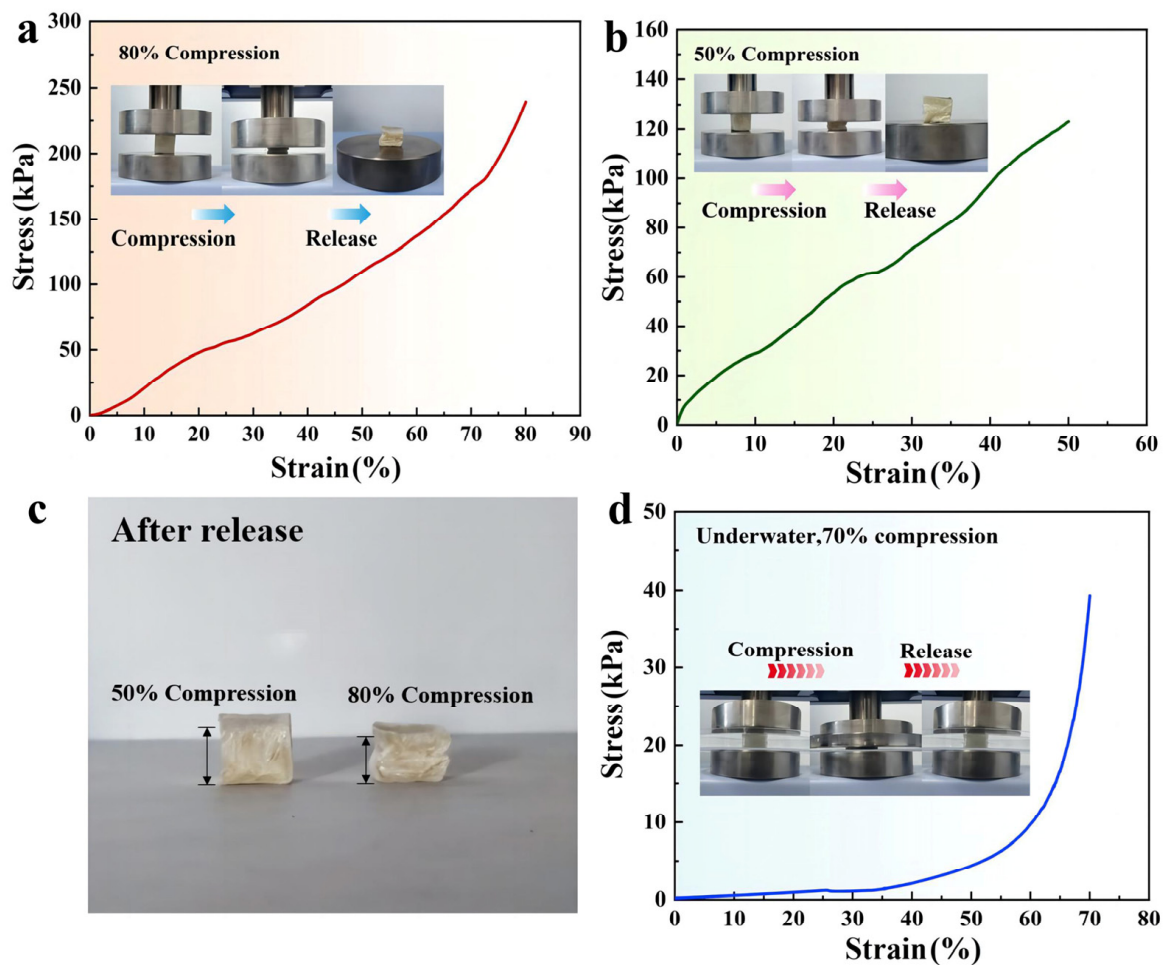 a
80% Compression
Compression
Release
Stress(kPa)
300
250
200
150
100
50
0
0 10 20 30 40 50 60 70 80 90
Strain(%)
b
50% Compression
Compression
Release
Stress(kPa)
160
140
120
100
80
60
40
20
0
0 10 20 30 40 50 60
Strain(%)
c
After release
50% Compression
80% Compression
d
Underwater,70% compression
Compression
Release
Stress(kPa)
50
40
30
20
10
0
0 10 20 30 40 50 60 70 80
Strain(%)